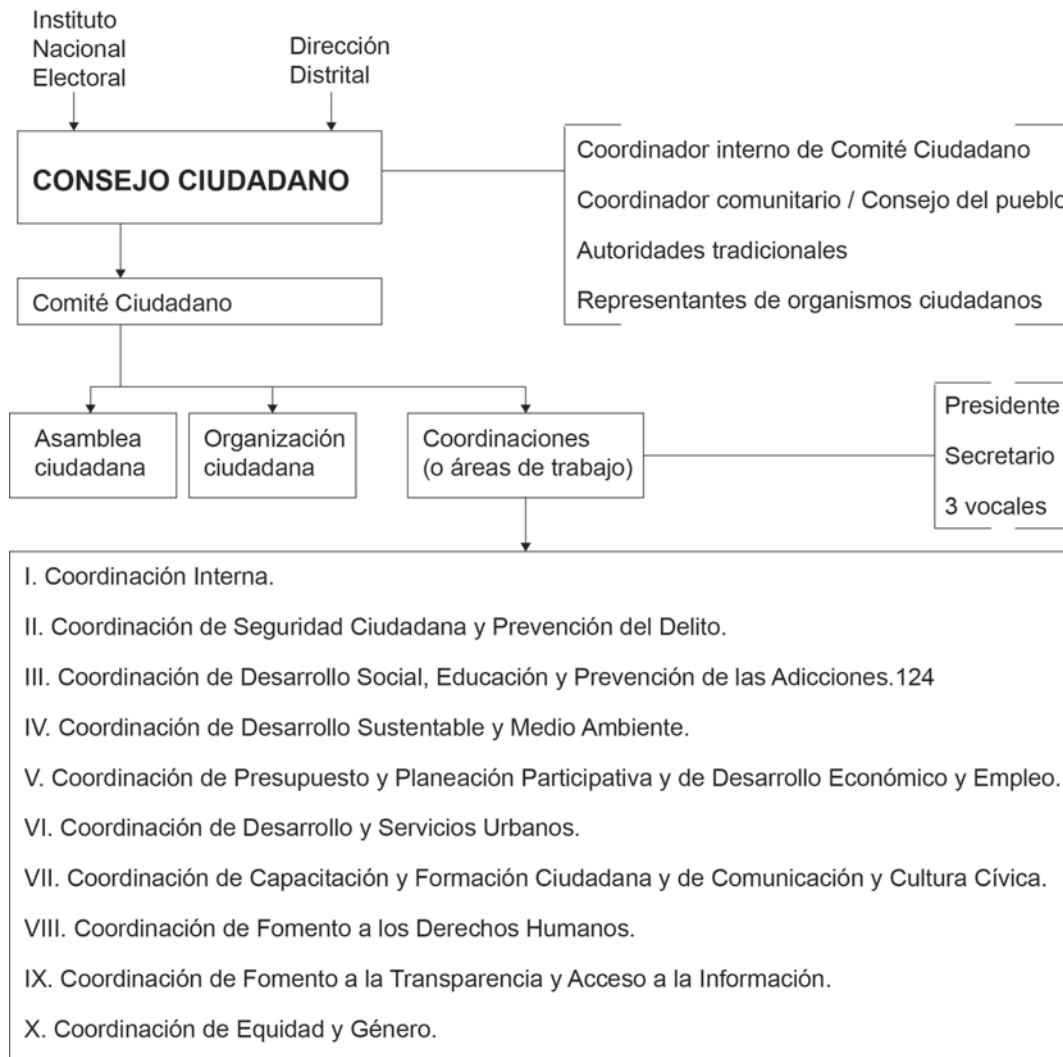 Instituto
Nacional
Electoral
Dirección
Distrital
CONSEJO CIUDADANO
Coordinador interno de Comité Ciudadano
Coordinador comunitario / Consejo del pueblo
Autoridades tradicionales
Representantes de organismos ciudadanos
Comité Ciudadano
Asamblea
ciudadana
Organización
ciudadana
Coordinaciones
(o áreas de trabajo)
Presidente
Secretario
3 vocales
I. Coordinación Interna.
II. Coordinación de Seguridad Ciudadana y Prevención del Delito.
III. Coordinación de Desarrollo Social, Educación y Prevención de las Adicciones.124
IV. Coordinación de Desarrollo Sustentable y Medio Ambiente.
V. Coordinación de Presupuesto y Planeación Participativa y de Desarrollo Económico y Empleo.
VI. Coordinación de Desarrollo y Servicios Urbanos.
VII. Coordinación de Capacitación y Formación Ciudadana y de Comunicación y Cultura Cívica.
VIII. Coordinación de Fomento a los Derechos Humanos.
IX. Coordinación de Fomento a la Transparencia y Acceso a la Información.
X. Coordinación de Equidad y Género.